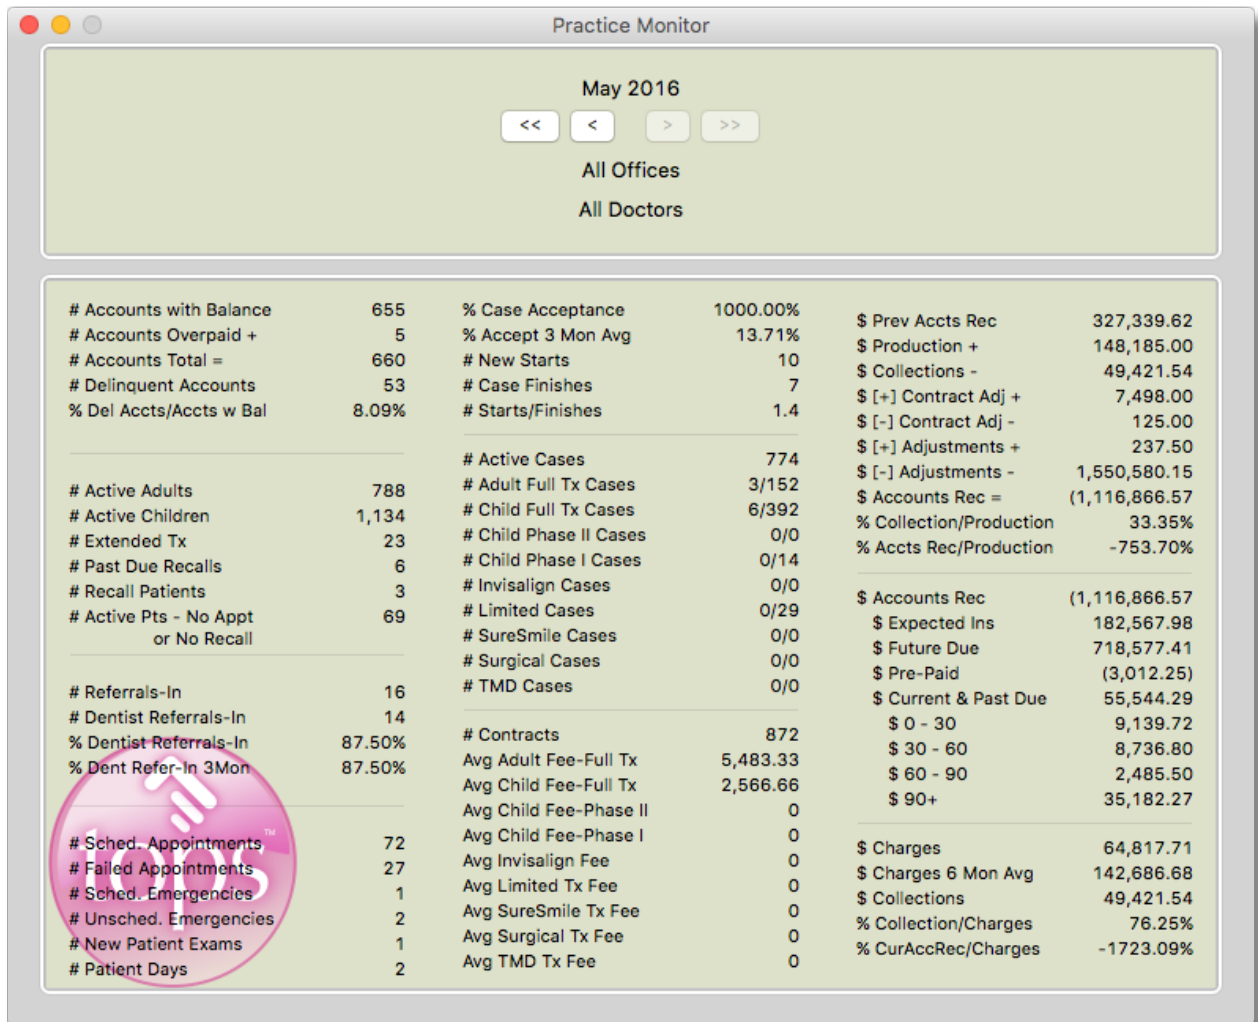 Practice Monitor
May 2016
<< < > >>
All Offices
All Doctors
# Accounts with Balance 655
# Accounts Overpaid + 5
# Accounts Total = 660
# Delinquent Accounts 53
% Del Accts/Accts w Bal 8.09%
# Active Adults 788
# Active Children 1,134
# Extended Tx 23
# Past Due Recalls 6
# Recall Patients 3
# Active Pts - No Appt 69
or No Recall
# Referrals-In 16
# Dentist Referrals-In 14
% Dentist Referrals-In 87.50%
% Dent Refer-In 3Mon 87.50%
# Sched. Appointments 72
# Failed Appointments 27
# Sched. Emergencies 1
# Unsched. Emergencies 2
# New Patient Exams 1
# Patient Days 2
tops™
% Case Acceptance 1000.00%
% Accept 3 Mon Avg 13.71%
# New Starts 10
# Case Finishes 7
# Starts/Finishes 1.4
# Active Cases 774
# Adult Full Tx Cases 3/152
# Child Full Tx Cases 6/392
# Child Phase II Cases 0/0
# Child Phase I Cases 0/14
# Invisalign Cases 0/0
# Limited Cases 0/29
# SureSmile Cases 0/0
# Surgical Cases 0/0
# TMD Cases 0/0
# Contracts 872
Avg Adult Fee-Full Tx 5,483.33
Avg Child Fee-Full Tx 2,566.66
Avg Child Fee-Phase II 0
Avg Child Fee-Phase I 0
Avg Invisalign Fee 0
Avg Limited Tx Fee 0
Avg SureSmile Tx Fee 0
Avg Surgical Tx Fee 0
Avg TMD Tx Fee 0
$ Prev Accts Rec 327,339.62
$ Production + 148,185.00
$ Collections - 49,421.54
$ [+] Contract Adj + 7,498.00
$ [-] Contract Adj - 125.00
$ [+] Adjustments + 237.50
$ [-] Adjustments - 1,550,580.15
$ Accounts Rec = (1,116,866.57
% Collection/Production 33.35%
% Accts Rec/Production -753.70%
$ Accounts Rec (1,116,866.57
$ Expected Ins 182,567.98
$ Future Due 718,577.41
$ Pre-Paid (3,012.25)
$ Current & Past Due 55,544.29
$ 0 - 30 9,139.72
$ 30 - 60 8,736.80
$ 60 - 90 2,485.50
$ 90+ 35,182.27
$ Charges 64,817.71
$ Charges 6 Mon Avg 142,686.68
$ Collections 49,421.54
% Collection/Charges 76.25%
% CurAccRec/Charges -1723.09%